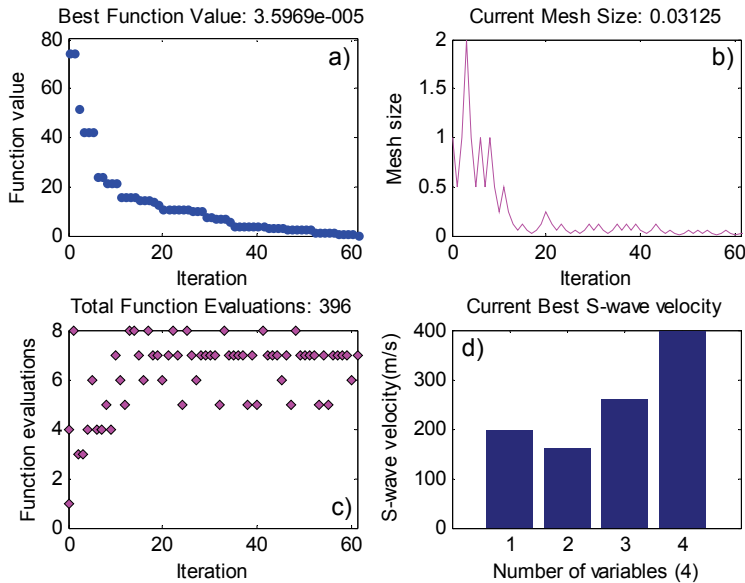 Best Function Value: 3.5969e-005
a)
Function value
80
60
40
20
0
0 20 40 60
Iteration
Current Mesh Size: 0.03125
b)
Mesh size
2
1.5
1
0.5
0
0 20 40 60
Iteration
Total Function Evaluations: 396
c)
Function evaluations
8
6
4
2
0
0 20 40 60
Iteration
Current Best S-wave velocity
d)
S-wave velocity(m/s)
400
300
200
100
0
1 2 3 4
Number of variables (4)